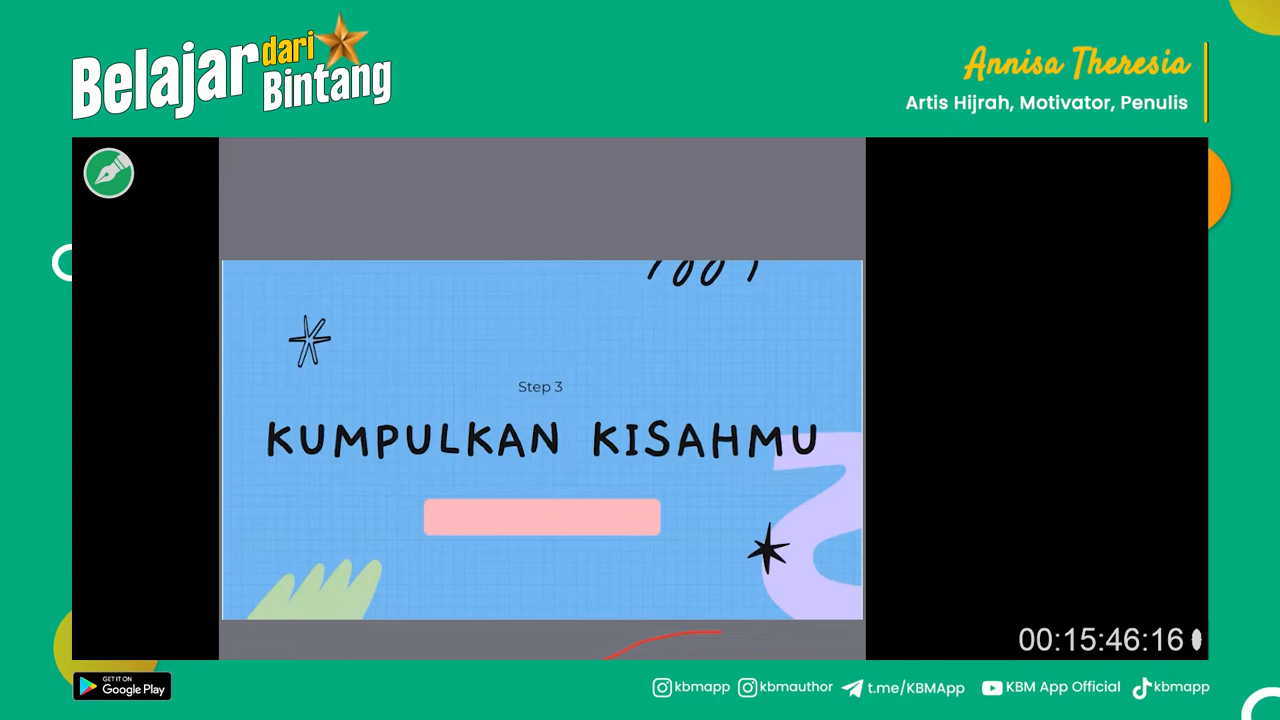 Belajar dari Bintang
Annisa Theresia
Artis Hijrah, Motivator, Penulis
Step 3
KUMPULKAN KISAHMU
00:15:46:16
GET IT ON
Google Play
kbmapp kbmauthor t.me/KBMApp KBM App Official kbmapp